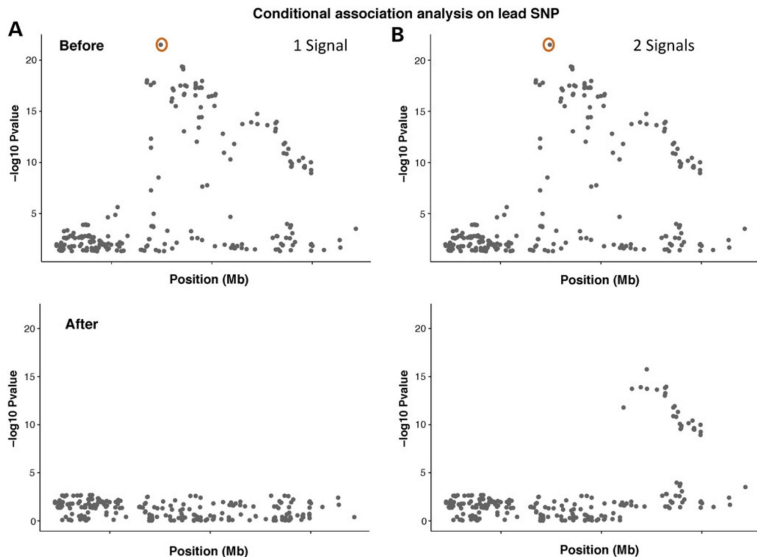 Conditional association analysis on lead SNP
A
Before
1 Signal
20
15
10
5
−log10 Pvalue
Position (Mb)
B
2 Signals
20
15
10
5
−log10 Pvalue
Position (Mb)
After
20
15
10
5
0
−log10 Pvalue
Position (Mb)
20
15
10
5
0
−log10 Pvalue
Position (Mb)